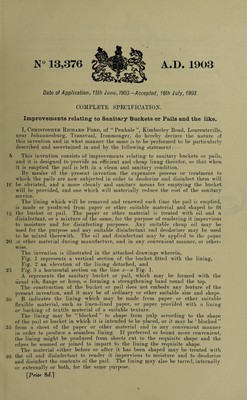 N° 13,376
A.D. 1903
Date of Application, 15th June, 1903—Accepted, 16th July, 1903
COMPLETE SPECIFICATION.
Improvements relating to Sanitary Buckets or Pails and the like.
I, CHRISTOPHER RICHARD FORD, of "Penhale", Kimberley Road, Lourentsville,
near Johannesburg, Transvaal, Ironmonger, do hereby declare the nature of
this invention and in what manner the same is to be performed to be particularly
described and ascertained in and by the following statement:—
5 This invention consists of improvements relating to sanitary buckets or pails,
and it is designed to provide an efficient and cheap lining therefor, so that when
it is emptied the pail is left in a clean and sanitary condition.
By means of the present invention the expensive process or treatment to
which the pails are now subjected in order to deodorize and disinfect them will
10 be obviated, and a more cleanly and sanitary means for emptying the bucket
will be provided, and one which will materially reduce the cost of the sanitary
service.
The lining which will be removed and renewed each time the pail is emptied,
is made or produced from paper or other suitable material and shaped to fit
15 the bucket or pail. The paper or other material is treated with oil and a
disinfectant, or a mixture of the same, for the purpose of rendering it impervious
to moisture and for disinfecting the contents. Any suitable cheap oil may be
used for the purpose and any suitable disinfectant and deodorizer may be used
to be mixed therewith. The oil and disinfectant may be applied to the paper
20 or other material during manufacture, and in any convenient manner, or other-
wise.
The invention is illustrated in the attached drawings wherein,
Fig. 1 represents a vertical section of the bucket fitted with the lining,
Fig. 2 an elevation of the lining detached, and
25 Fig. 3 a horizontal section on the line x—x Fig. 1.
A represents the sanitary bucket or pail, which may be formed with the
usual rib, flange or hoop, a forming a strengthening band round the top.
The construction of the bucket or pail does not embody any feature of the
present invention, and it may be of ordinary or other suitable size and shape.
30 B indicates the lining which may be made from paper or other suitable
flexible material, such as linen-lined paper, or paper provided with a lining
or backing of textile material of a suitable texture.
The lining may be "blocked" to shape from pulp according to the shape
of the pail or bucket in which it is intended to be placed, or it may be "blocked"
35 from a sheet of the paper or other material and in any convenient manner
in order to produce a seamless lining. If preferred or found more convenient,
the lining might be produced from sheets cut to the requisite shape and the
edges be seamed or joined to impart to the lining the requisite shape.
The material either before or after it has been shaped may be treated with
40 the oil and disinfectant to render it impervious to moisture and to deodorize
and disinfect the contents of the pail. The lining may also be tarred, internally
or externally or both, for the same purpose.
[Price 8d.]